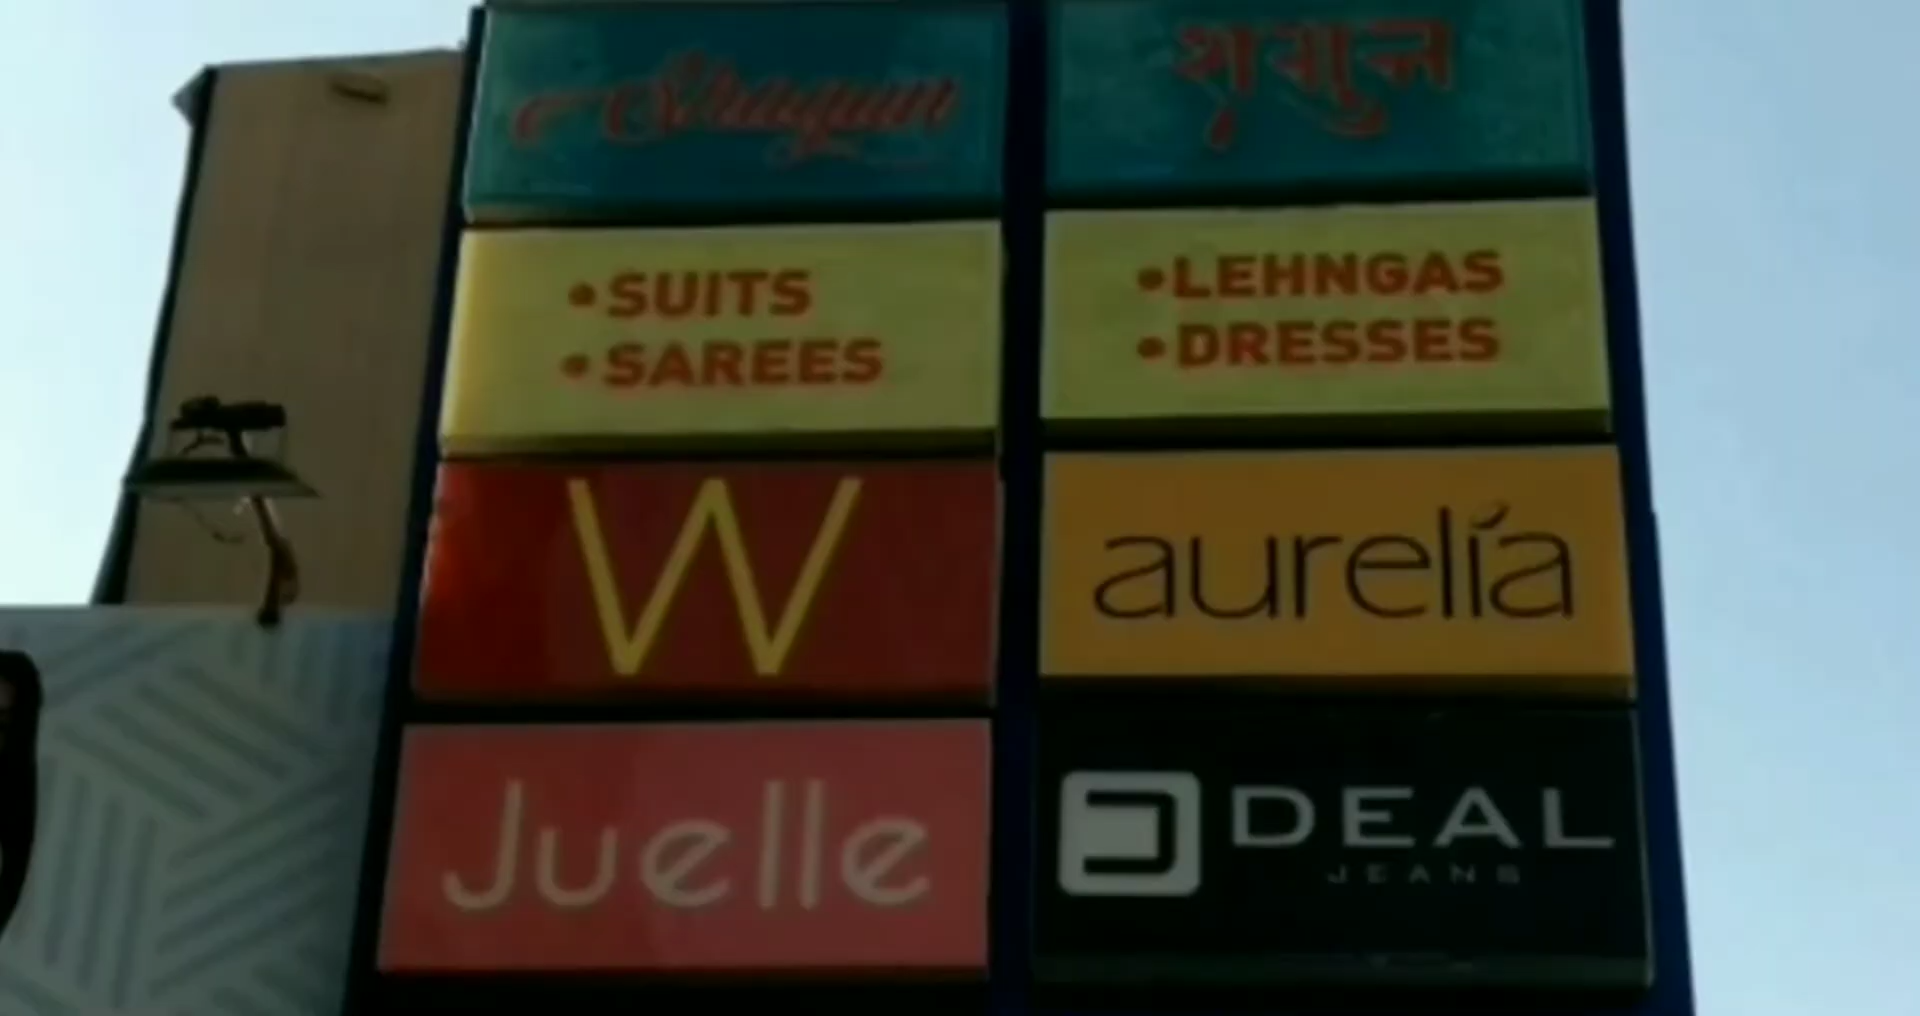 Shagun
शगुन
•SUITS
•SAREES
•LEHNGAS
•DRESSES
W
aurelía
Juelle
DEAL
JEANS